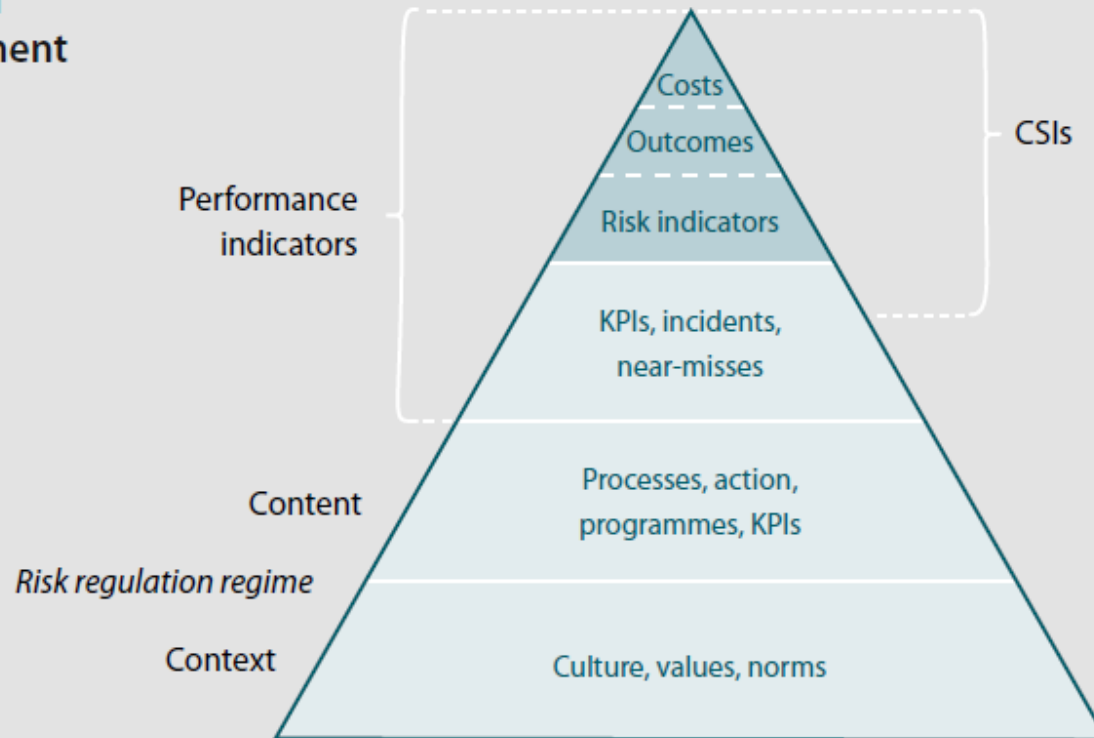 Costs
Outcomes
CSIs
Performance
indicators
Risk indicators
KPIs, incidents,
near-misses
Content
Processes, action,
programmes, KPIs
Risk regulation regime
Context
Culture, values, norms